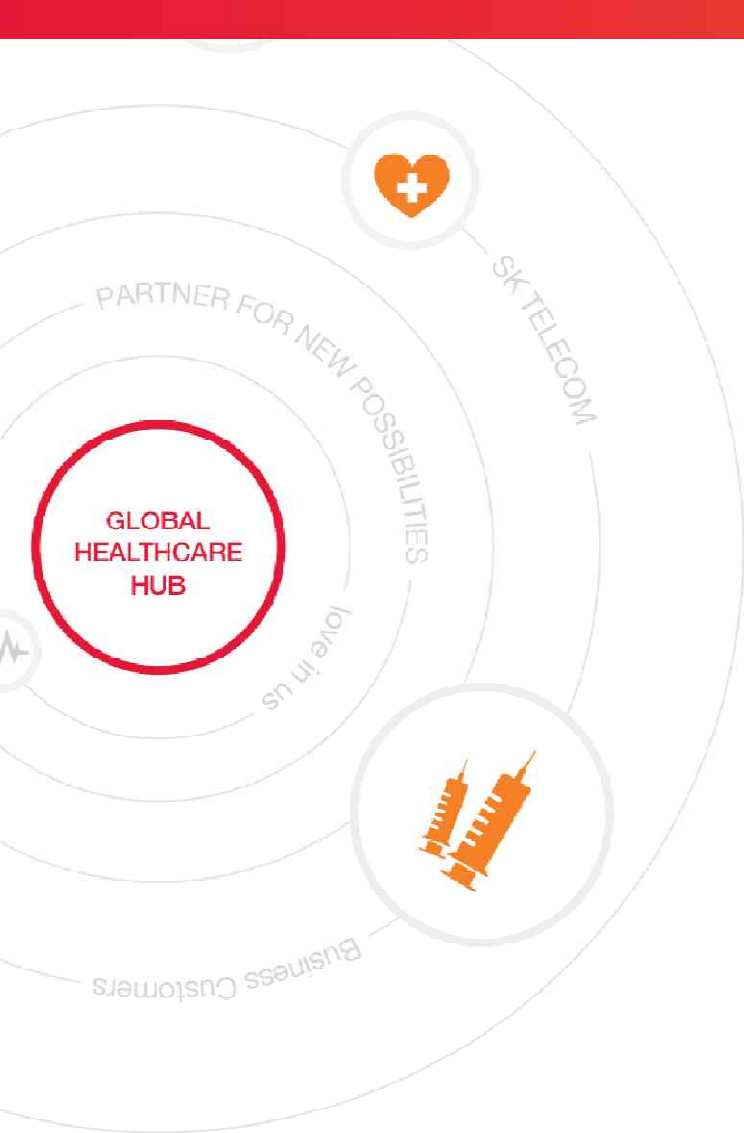 PARTNER FOR NEW POSSIBILITIES
SK TELECOM
GLOBAL
HEALTHCARE
HUB
love in us
Business Customers